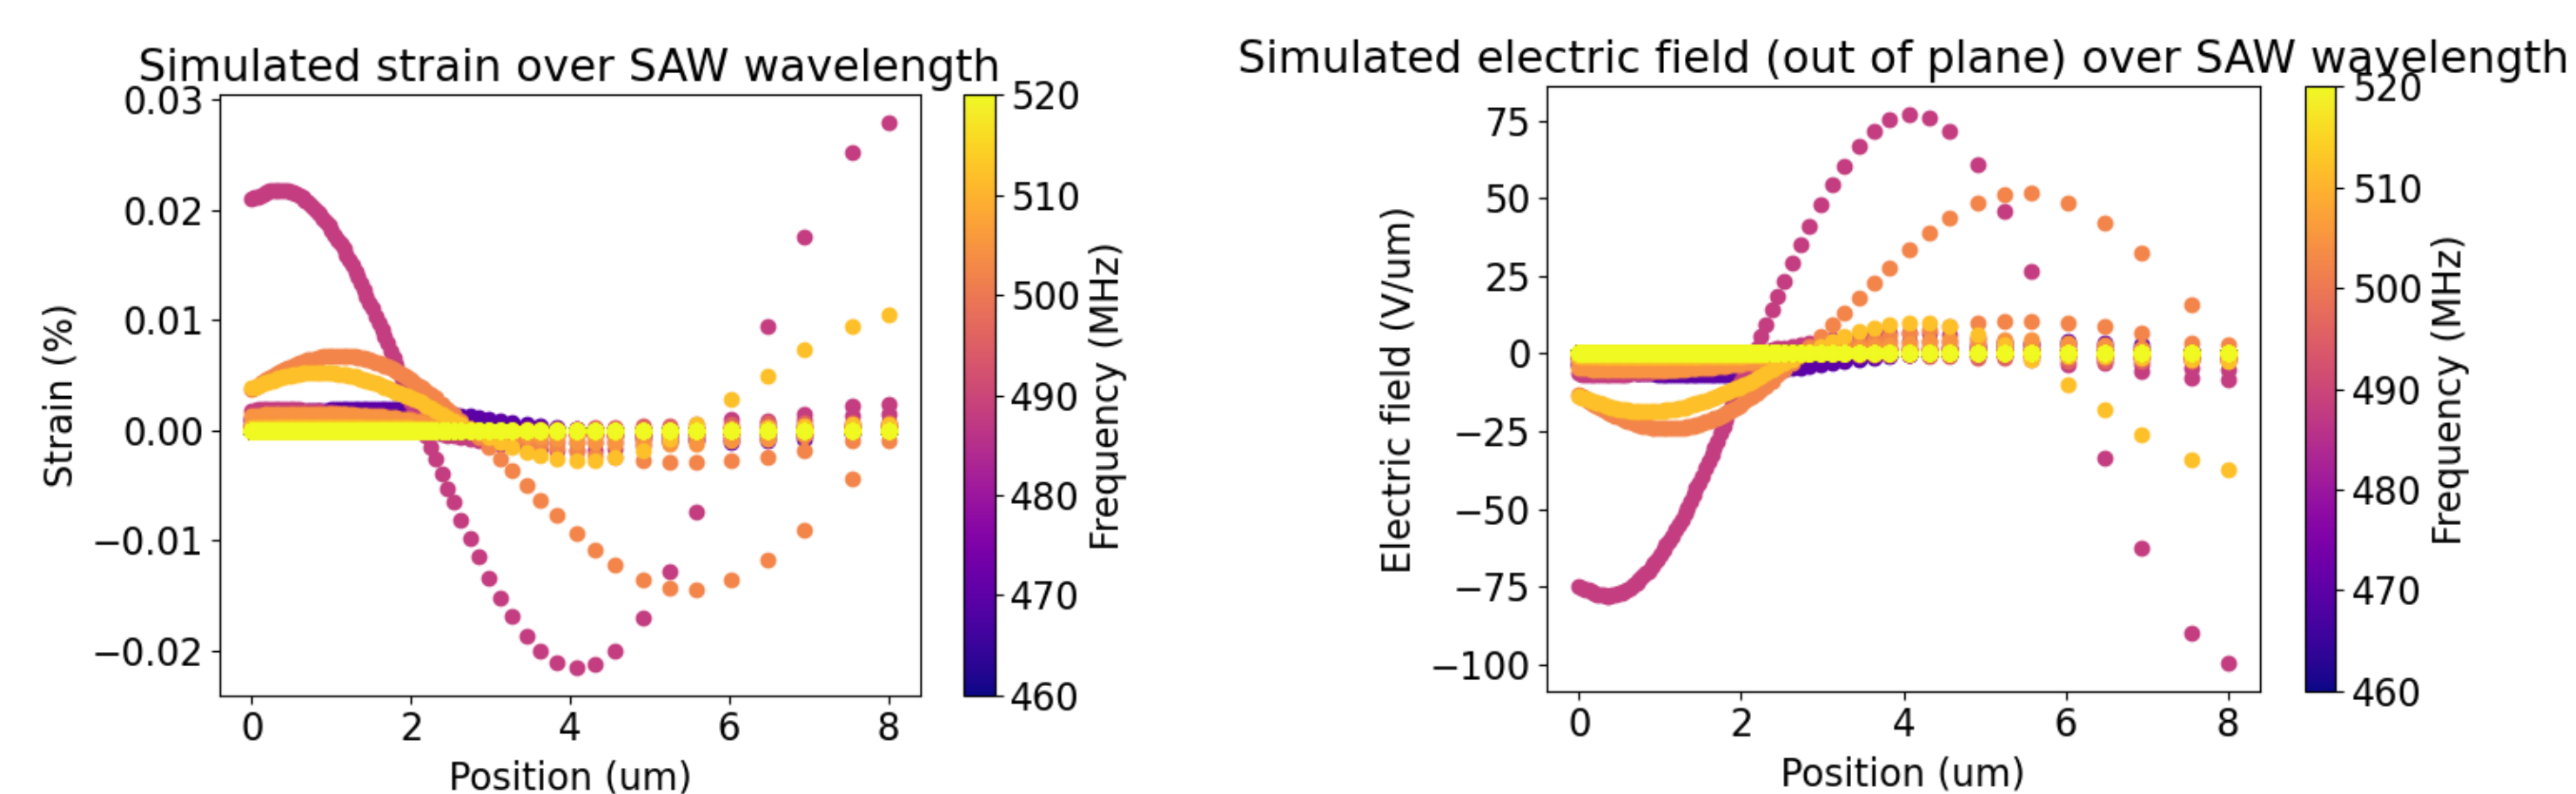 Simulated strain over SAW wavelength
0.03
0.02
0.01
0.00
−0.01
−0.02
Strain (%)
0 2 4 6 8
Position (um)
520
510
500
490
480
470
460
Frequency (MHz)
Simulated electric field (out of plane) over SAW wavelength
75
50
25
0
−25
−50
−75
−100
Electric field (V/um)
0 2 4 6 8
Position (um)
520
510
500
490
480
470
460
Frequency (MHz)